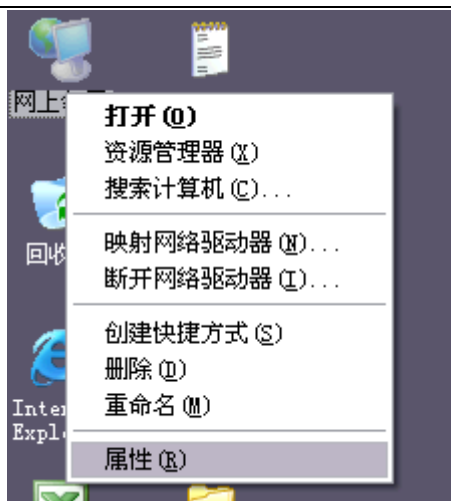 网上
打开(O)
资源管理器(X)
搜索计算机(C)...
映射网络驱动器(N)...
断开网络驱动器(I)...
回收
创建快捷方式(S)
删除(D)
重命名(M)
Inte
Expl
属性(R)